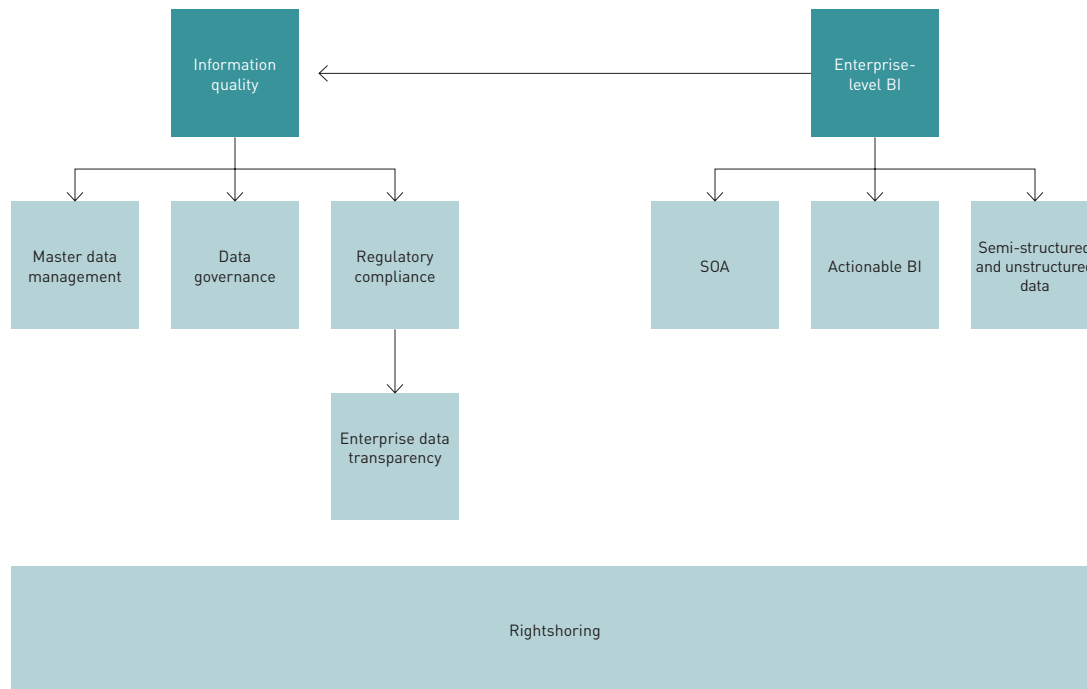 Information
quality
Enterprise-
level BI
Master data
management
Data
governance
Regulatory
compliance
SOA
Actionable BI
Semi-structured
and unstructured
data
Enterprise data
transparency
Rightshoring